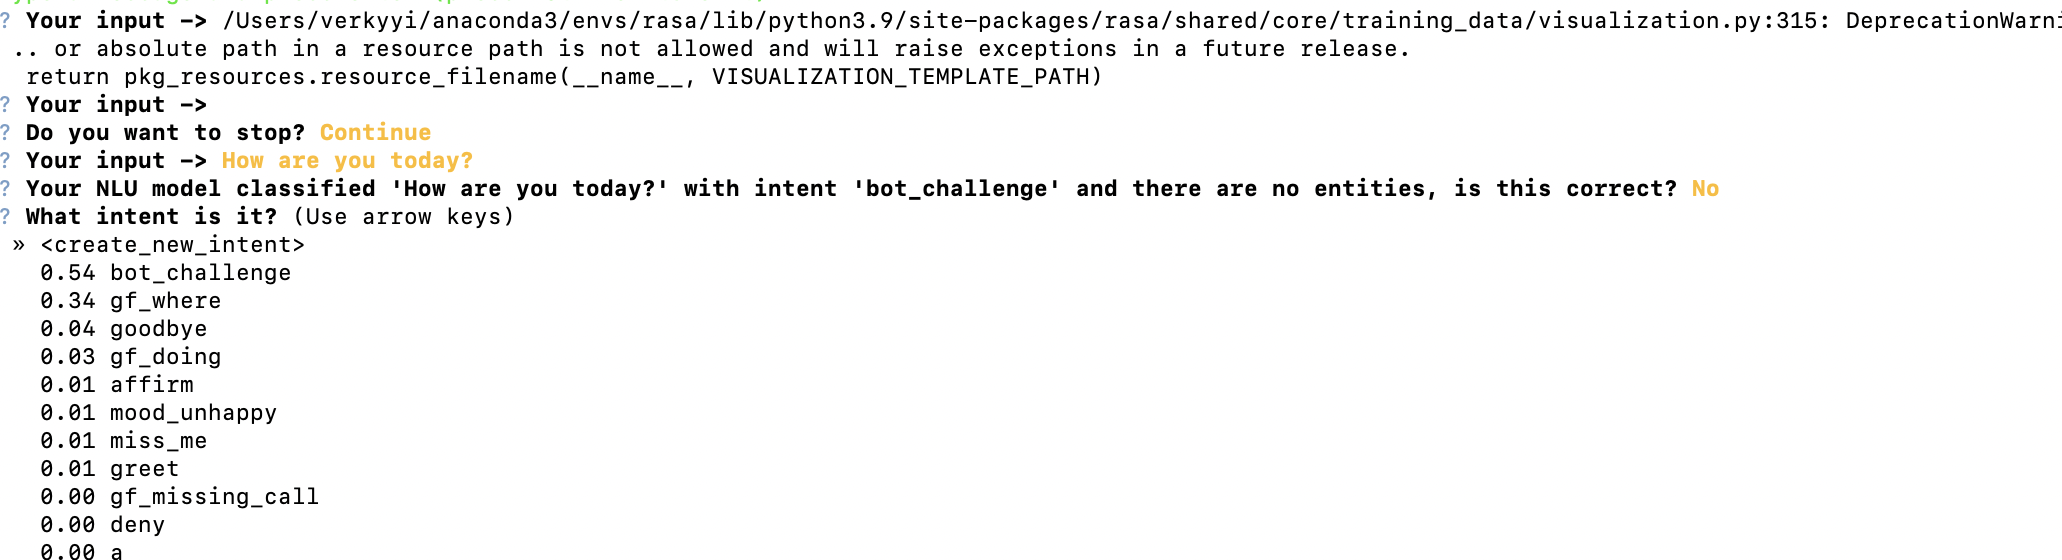 ? Your input -> /Users/verkyyi/anaconda3/envs/rasa/lib/python3.9/site-packages/rasa/shared/core/training_data/visualization.py:315: DeprecationWarni
.. or absolute path in a resource path is not allowed and will raise exceptions in a future release.
return pkg_resources.resource_filename(__name__, VISUALIZATION_TEMPLATE_PATH)
? Your input ->
? Do you want to stop? Continue
? Your input -> How are you today?
? Your NLU model classified 'How are you today?' with intent 'bot_challenge' and there are no entities, is this correct? No
? What intent is it? (Use arrow keys)
» <create_new_intent>
0.54 bot_challenge
0.34 gf_where
0.04 goodbye
0.03 gf_doing
0.01 affirm
0.01 mood_unhappy
0.01 miss_me
0.01 greet
0.00 gf_missing_call
0.00 deny
0.00 a